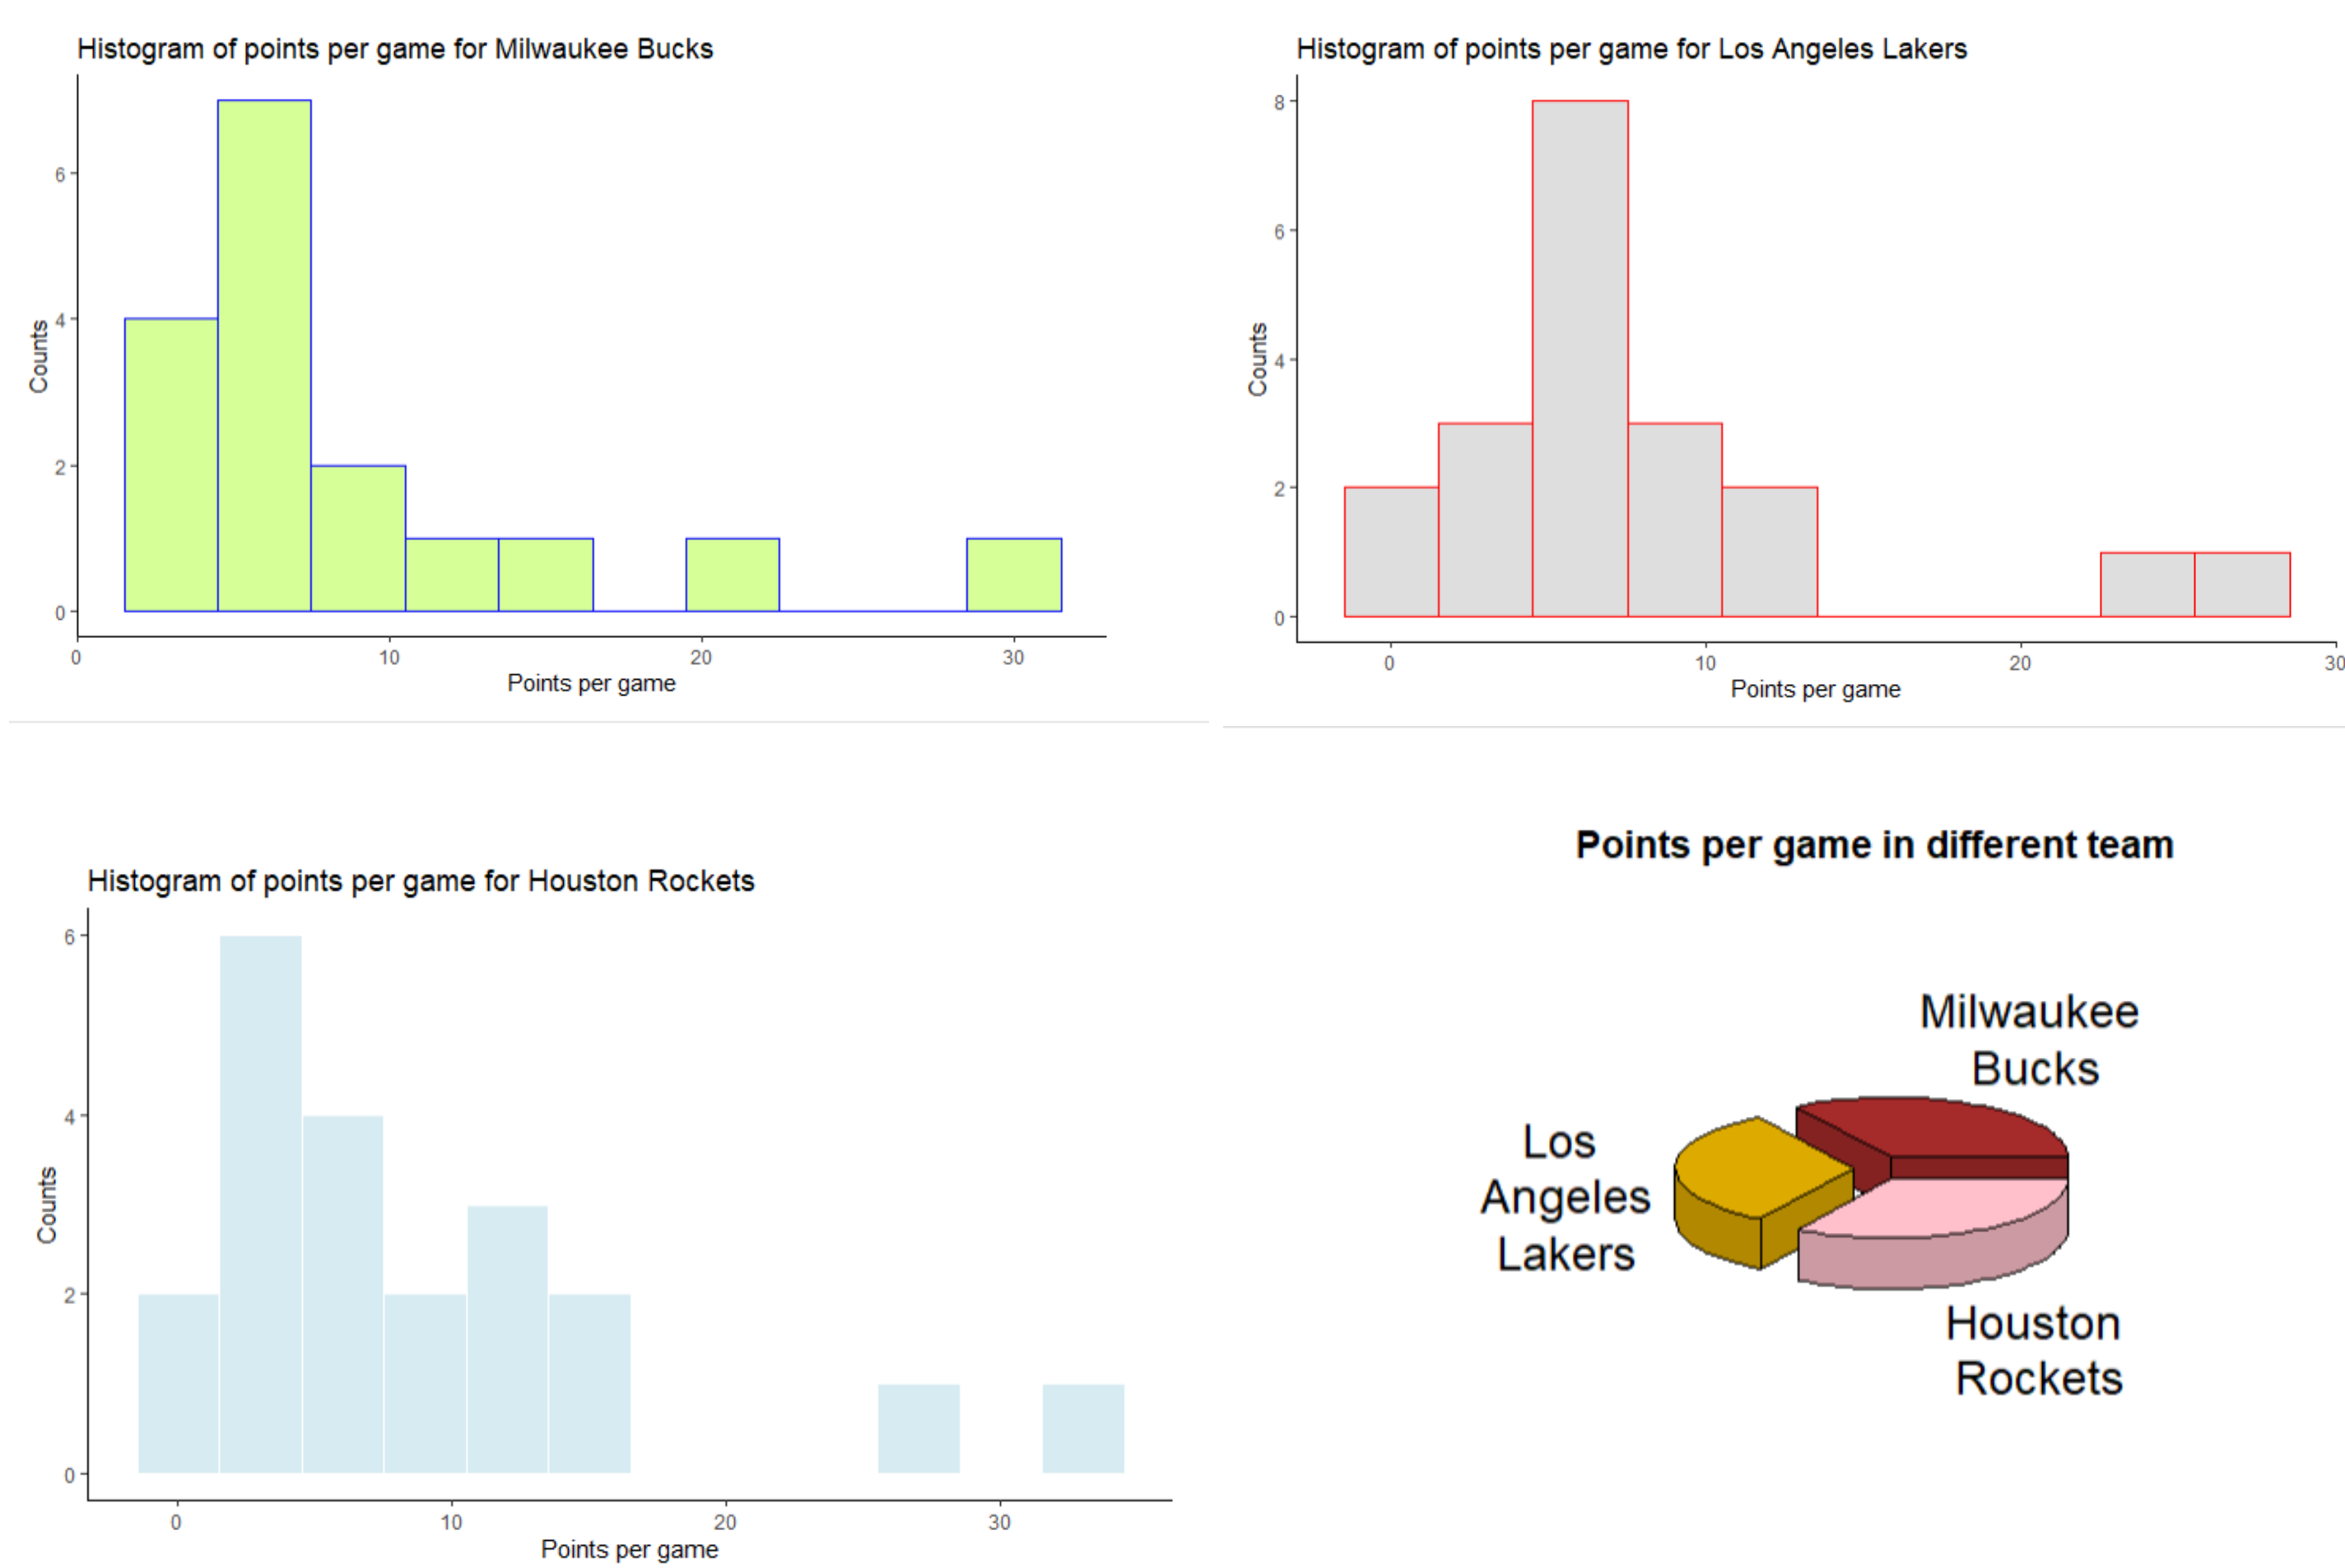 Histogram of points per game for Milwaukee Bucks
6
4
2
0
Counts
0 10 20 30
Points per game
Histogram of points per game for Los Angeles Lakers
8
6
4
2
0
Counts
0 10 20 30
Points per game
Histogram of points per game for Houston Rockets
6
4
2
0
Counts
0 10 20 30
Points per game
Points per game in different team
Milwaukee
Bucks
Los
Angeles
Lakers
Houston
Rockets